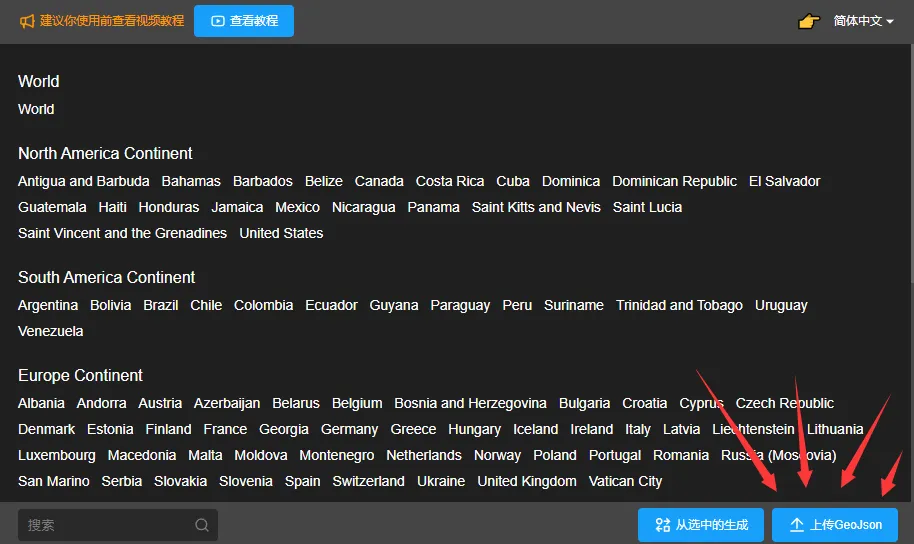 建议你使用前查看视频教程 查看教程 简体中文
World
World
North America Continent
Antigua and Barbuda Bahamas Barbados Belize Canada Costa Rica Cuba Dominica Dominican Republic El Salvador
Guatemala Haiti Honduras Jamaica Mexico Nicaragua Panama Saint Kitts and Nevis Saint Lucia
Saint Vincent and the Grenadines United States
South America Continent
Argentina Bolivia Brazil Chile Colombia Ecuador Guyana Paraguay Peru Suriname Trinidad and Tobago Uruguay
Venezuela
Europe Continent
Albania Andorra Austria Azerbaijan Belarus Belgium Bosnia and Herzegovina Bulgaria Croatia Cyprus Czech Republic
Denmark Estonia Finland France Georgia Germany Greece Hungary Iceland Ireland Italy Latvia Liechtenstein Lithuania
Luxembourg Macedonia Malta Moldova Montenegro Netherlands Norway Poland Portugal Romania Russia (Moscovia)
San Marino Serbia Slovakia Slovenia Spain Switzerland Ukraine United Kingdom Vatican City
搜索 从选中的生成 上传GeoJson